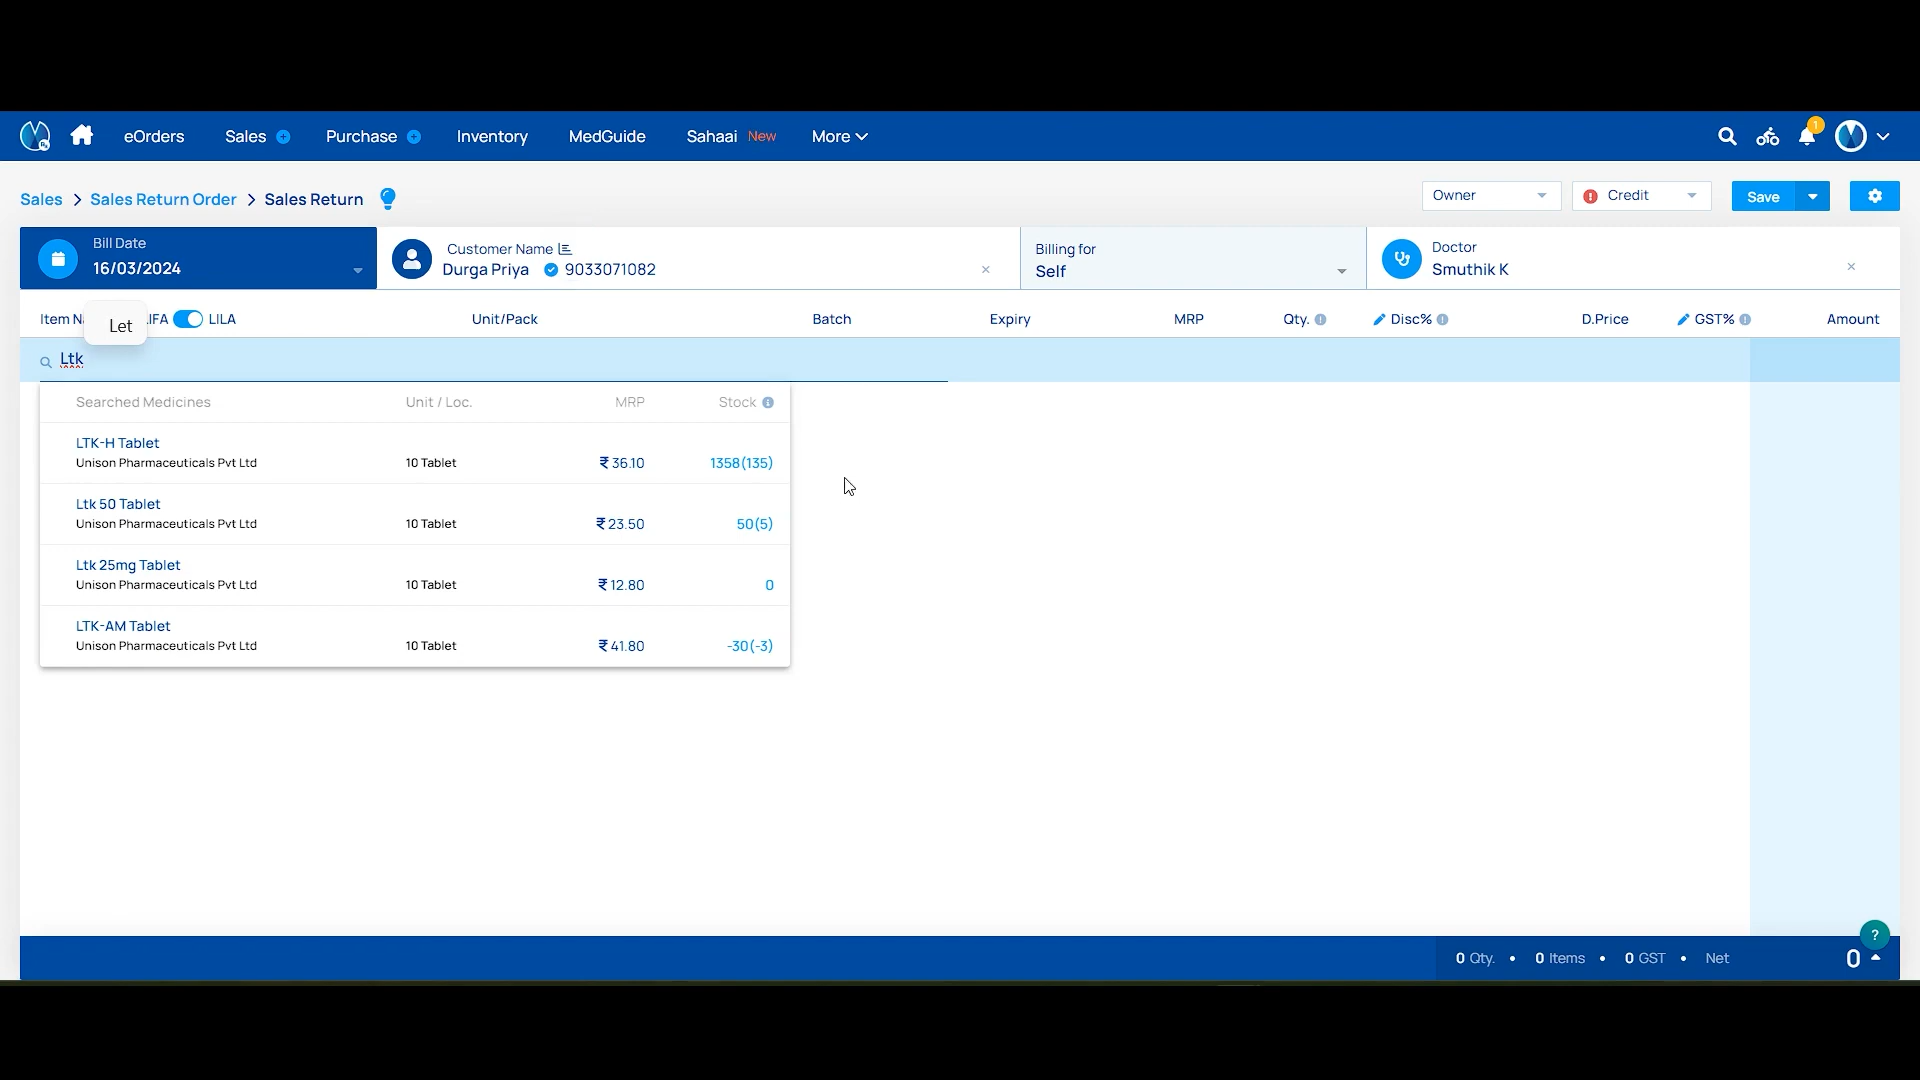 eOrders Sales Purchase Inventory MedGuide Sahaai New More 1
Sales > Sales Return Order > Sales Return Owner Credit Save
Bill Date
16/03/2024
Customer Name
Durga Priya 9033071082
Billing for
Self
Doctor
Smuthik K
Item N IFA LILA Unit/Pack Batch Expiry MRP Qty. Disc% D.Price GST% Amount
Let
Ltk
Searched Medicines Unit / Loc. MRP Stock
LTK-H Tablet
Unison Pharmaceuticals Pvt Ltd 10 Tablet ₹36.10 1358(135)
Ltk 50 Tablet
Unison Pharmaceuticals Pvt Ltd 10 Tablet ₹23.50 50(5)
Ltk 25mg Tablet
Unison Pharmaceuticals Pvt Ltd 10 Tablet ₹12.80 0
LTK-AM Tablet
Unison Pharmaceuticals Pvt Ltd 10 Tablet ₹41.80 -30(-3)
?
0 Qty. • 0 Items • 0 GST • Net 0